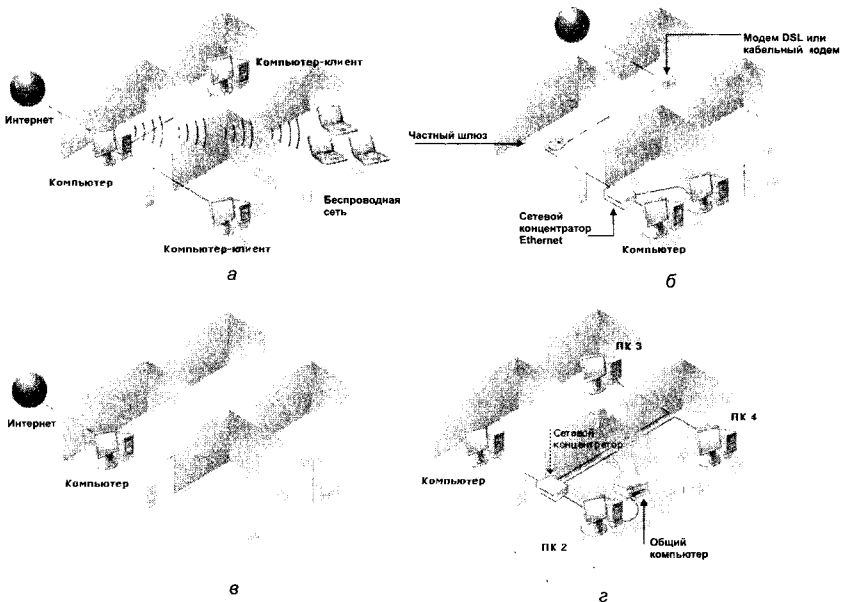 Компьютер-клиент
Интернет
Компьютер
Беспроводная
сеть
Компьютер-клиент
а
Модем DSL или
кабельный модем
Частный шлюз
Сетевой
концентратор
Ethernet
Компьютер
б
Интернет
Компьютер
в
ПК 3
ПК 4
Сетевой
концентратор
Компьютер
ПК 2
Общий
компьютер
г